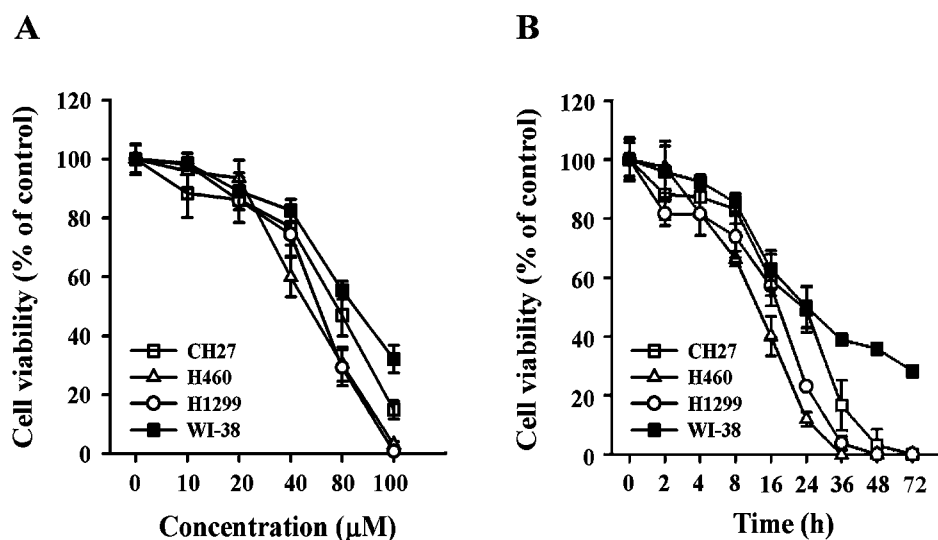 A
Cell viability (% of control)
120
100
80
60
40
20
0
CH27
H460
H1299
WI-38
0 10 20 40 80 100
Concentration (μM)
B
Cell viability (% of control)
120
100
80
60
40
20
0
CH27
H460
H1299
WI-38
0 2 4 8 16 24 36 48 72
Time (h)